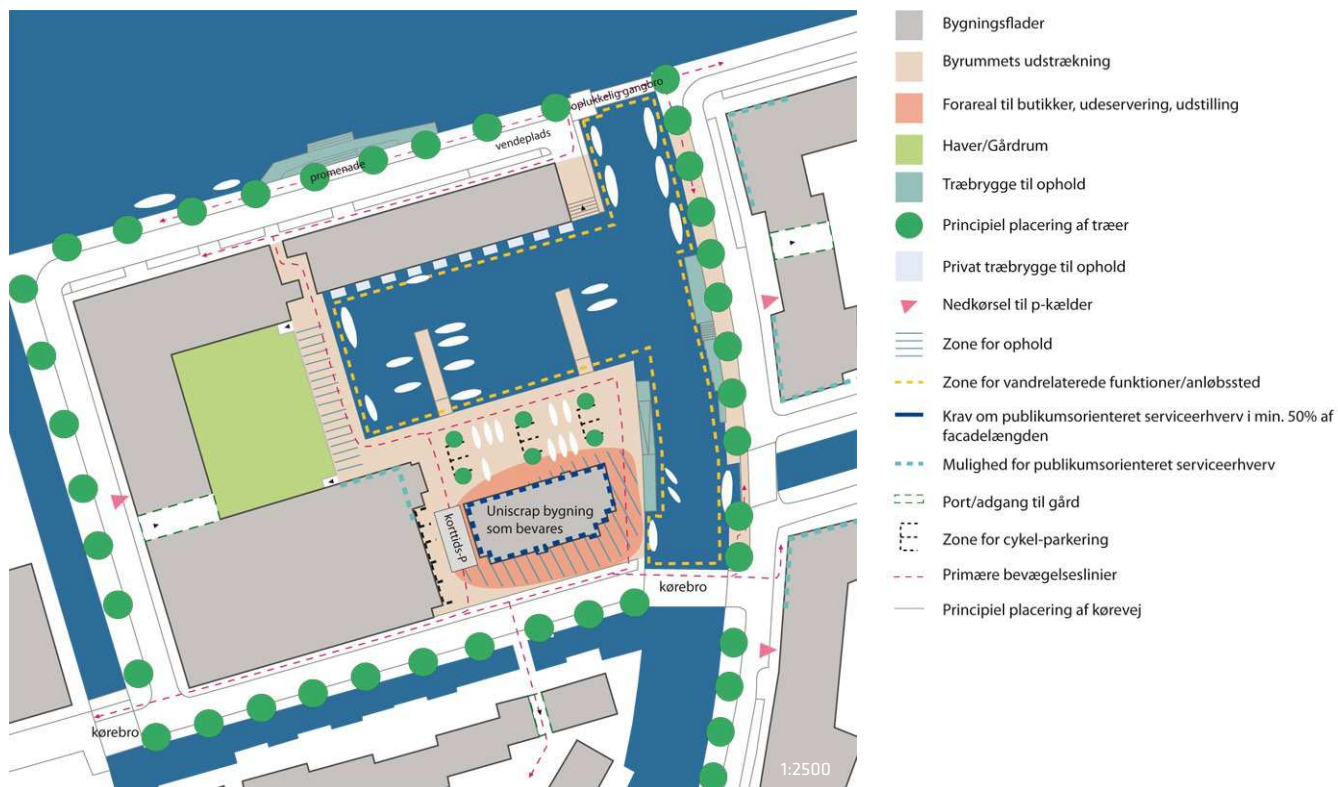 oplukkelig gangbro
vendeplads
promenade
Uniscrap bygning
som bevares
korttids-P
kørebro
kørebro
1:2500
Bygningsflader
Byrummets udstrækning
Forareal til butikker, udeservering, udstilling
Haver/Gårdrum
Træbrygge til ophold
Principiel placering af træer
Privat træbrygge til ophold
Nedkørsel til p-kælder
Zone for ophold
Zone for vandrelaterede funktioner/anløbssted
Krav om publikumsorienteret serviceerhverv i min. 50% af
facadelængden
Mulighed for publikumsorienteret serviceerhverv
Port/adgang til gård
Zone for cykel-parkering
Primære bevægelseslinier
Principiel placering af kørevej